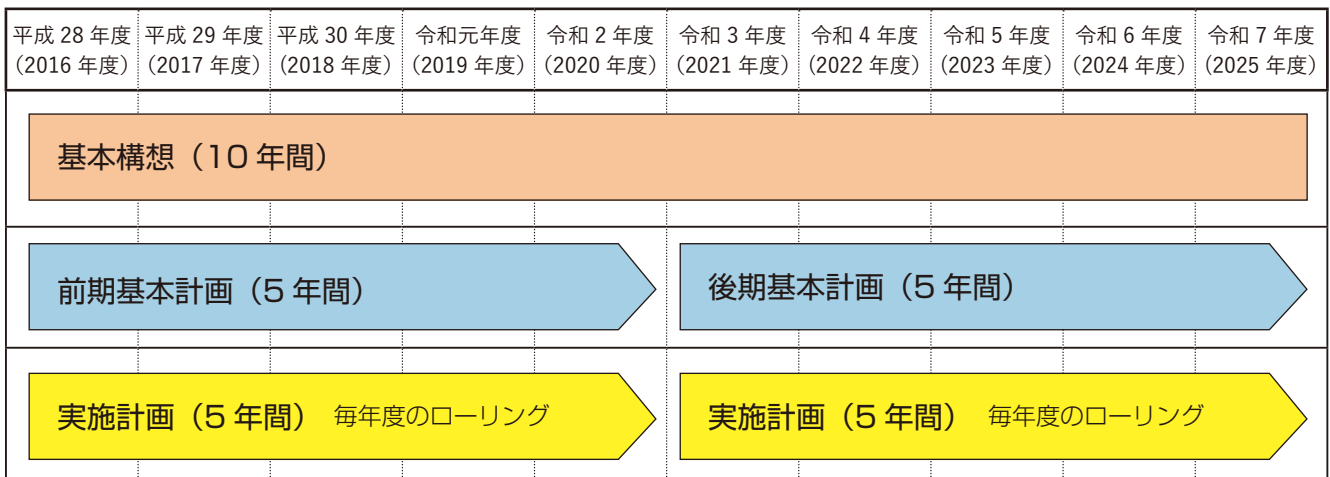 平成 28 年度 平成 29 年度 平成 30 年度 令和元年度 令和 2 年度 令和 3 年度 令和 4 年度 令和 5 年度 令和 6 年度 令和 7 年度
（2016 年度）（2017 年度）（2018 年度）（2019 年度）（2020 年度）（2021 年度）（2022 年度）（2023 年度）（2024 年度）（2025 年度）
基本構想（10 年間）
前期基本計画（5 年間） 後期基本計画（5 年間）
実施計画（5 年間） 毎年度のローリング 実施計画（5 年間） 毎年度のローリング